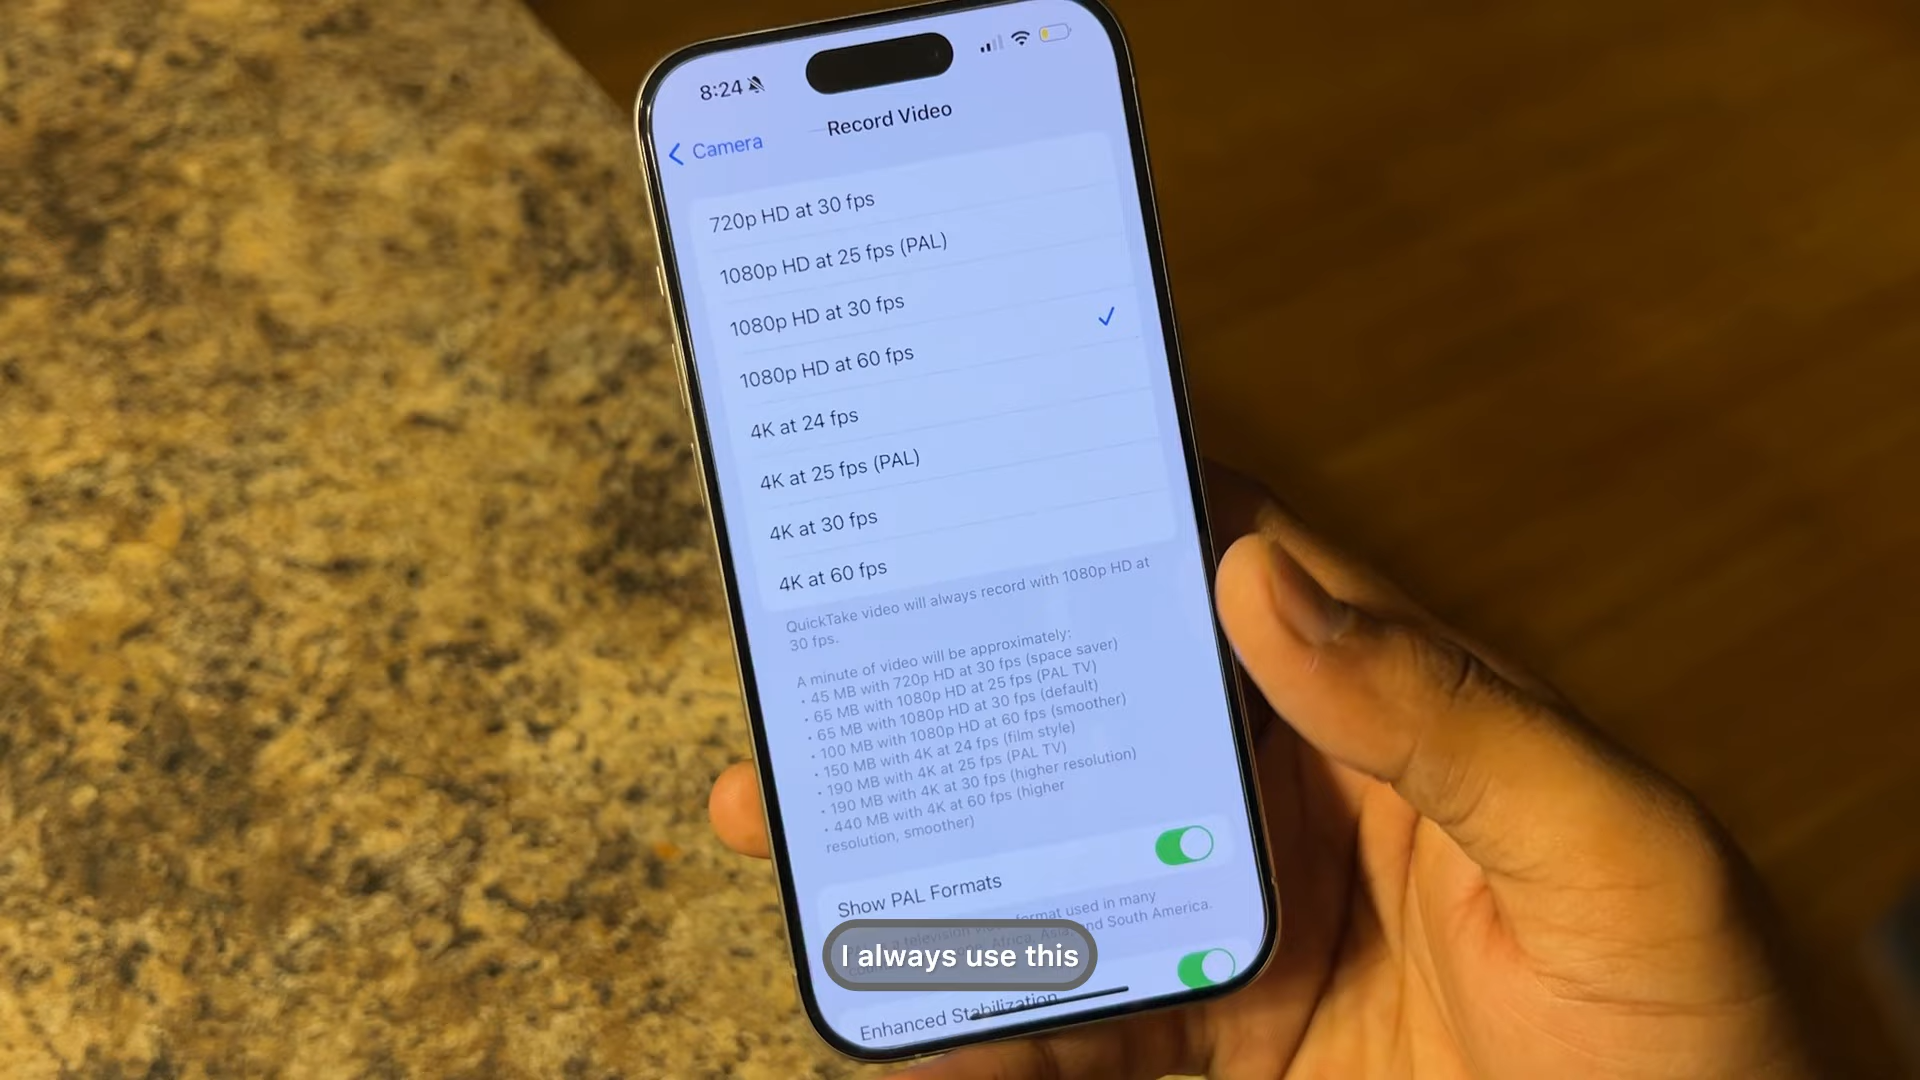 8:24
Camera
Record Video
720p HD at 30 fps
1080p HD at 25 fps (PAL)
1080p HD at 30 fps
1080p HD at 60 fps
4K at 24 fps
4K at 25 fps (PAL)
4K at 30 fps
4K at 60 fps
QuickTake video will always record with 1080p HD at
30 fps.
A minute of video will be approximately:
• 45 MB with 720p HD at 30 fps (space saver)
• 65 MB with 1080p HD at 25 fps (PAL TV)
• 65 MB with 1080p HD at 30 fps (default)
• 100 MB with 1080p HD at 60 fps (smoother)
• 150 MB with 4K at 24 fps (film style)
• 190 MB with 4K at 25 fps (PAL TV)
• 190 MB with 4K at 30 fps (higher resolution)
• 440 MB with 4K at 60 fps (higher
resolution, smoother)
Show PAL Formats
a television format used in many
Africa, Asia and South America.
I always use this
Enhanced Stabilization